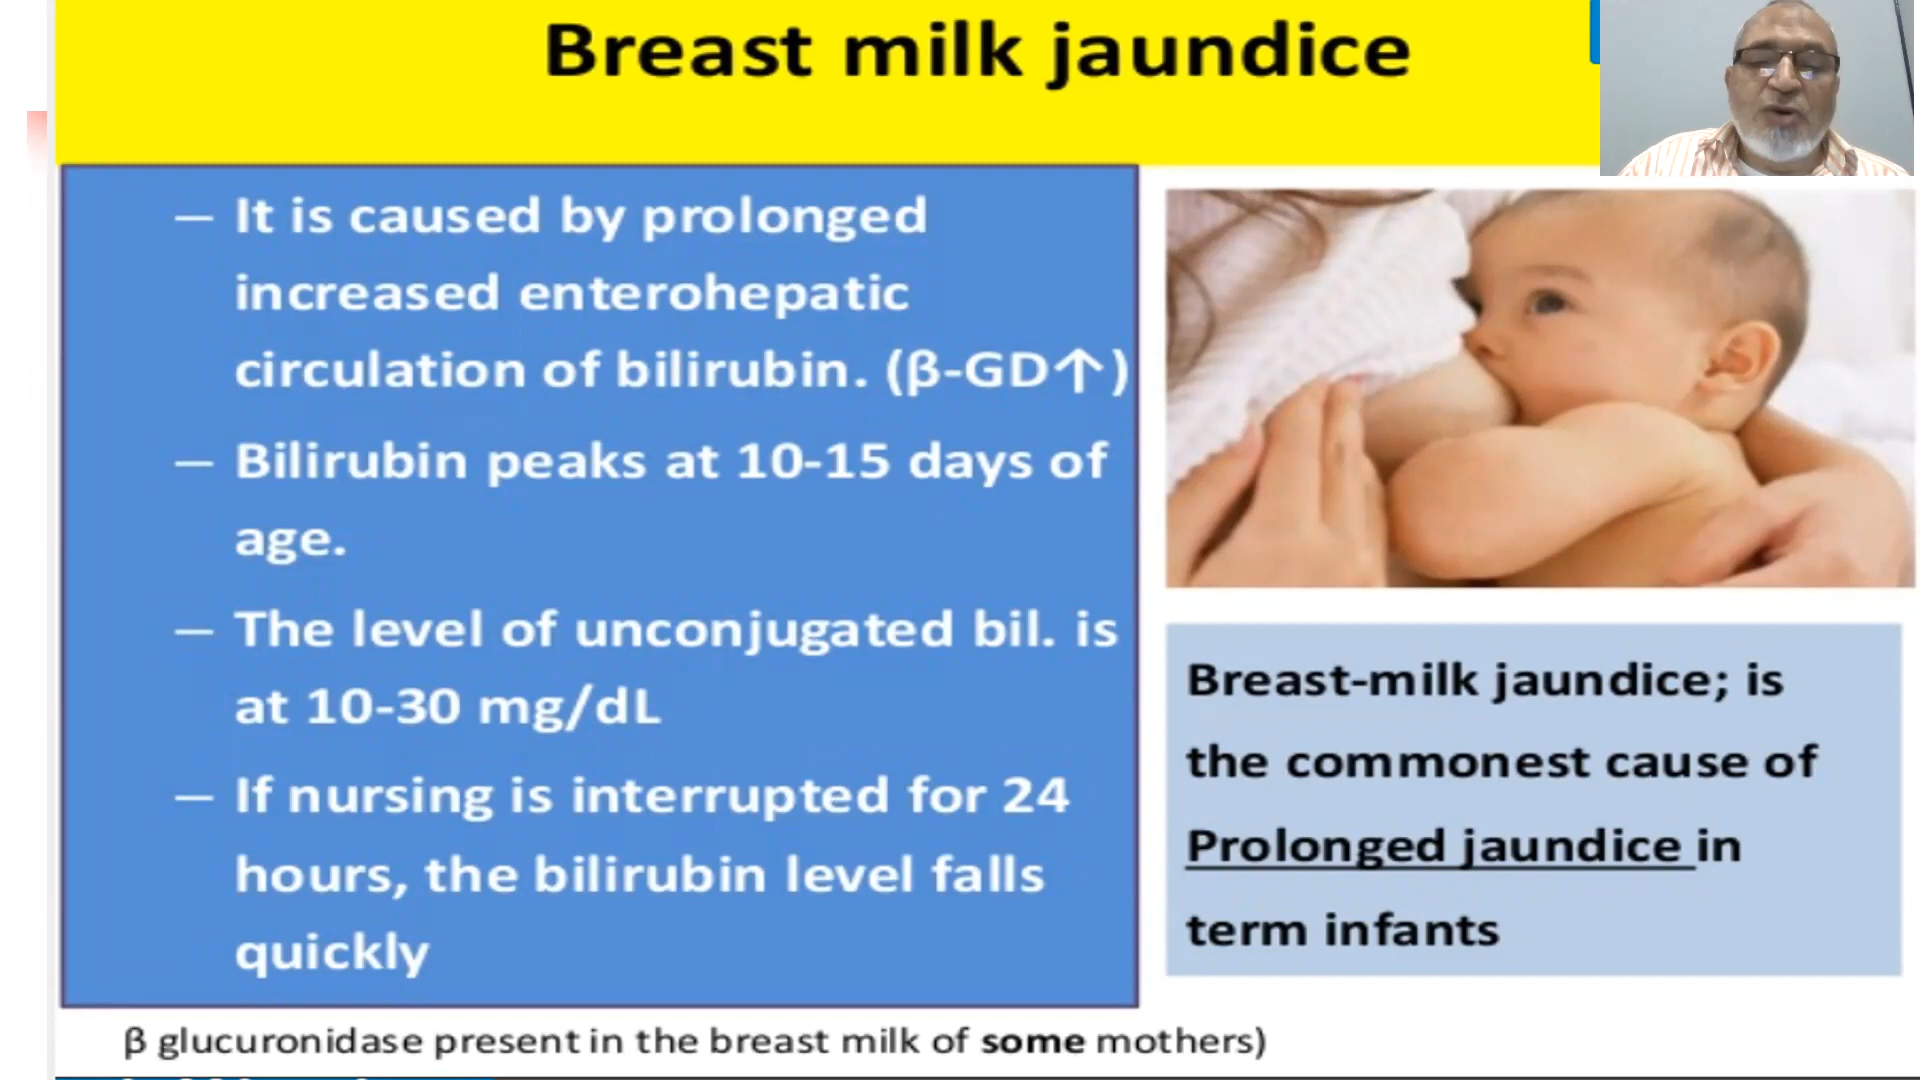 Breast milk jaundice
– It is caused by prolonged
increased enterohepatic
circulation of bilirubin. (β-GD↑)
– Bilirubin peaks at 10-15 days of
age.
– The level of unconjugated bil. is
at 10-30 mg/dL
– If nursing is interrupted for 24
hours, the bilirubin level falls
quickly
Breast-milk jaundice; is
the commonest cause of
Prolonged jaundice in
term infants
β glucuronidase present in the breast milk of some mothers)